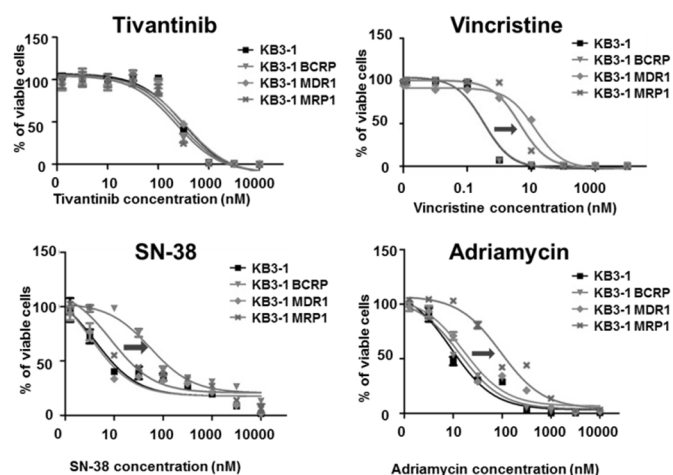 Tivantinib
150
100
50
0
% of viable cells
KB3-1
KB3-1 BCRP
KB3-1 MDR1
KB3-1 MRP1
0 10 100 1000 10000
Tivantinib concentration (nM)
Vincristine
150
100
50
0
% of viable cells
KB3-1
KB3-1 BCRP
KB3-1 MDR1
KB3-1 MRP1
0 0.1 10 1000
Vincristine concentration (nM)
SN-38
150
100
50
0
% of viable cells
KB3-1
KB3-1 BCRP
KB3-1 MDR1
KB3-1 MRP1
0 10 100 1000 10000
SN-38 concentration (nM)
Adriamycin
150
100
50
0
% of viable cells
KB3-1
KB3-1 BCRP
KB3-1 MDR1
KB3-1 MRP1
0 10 100 1000 10000
Adriamycin concentration (nM)